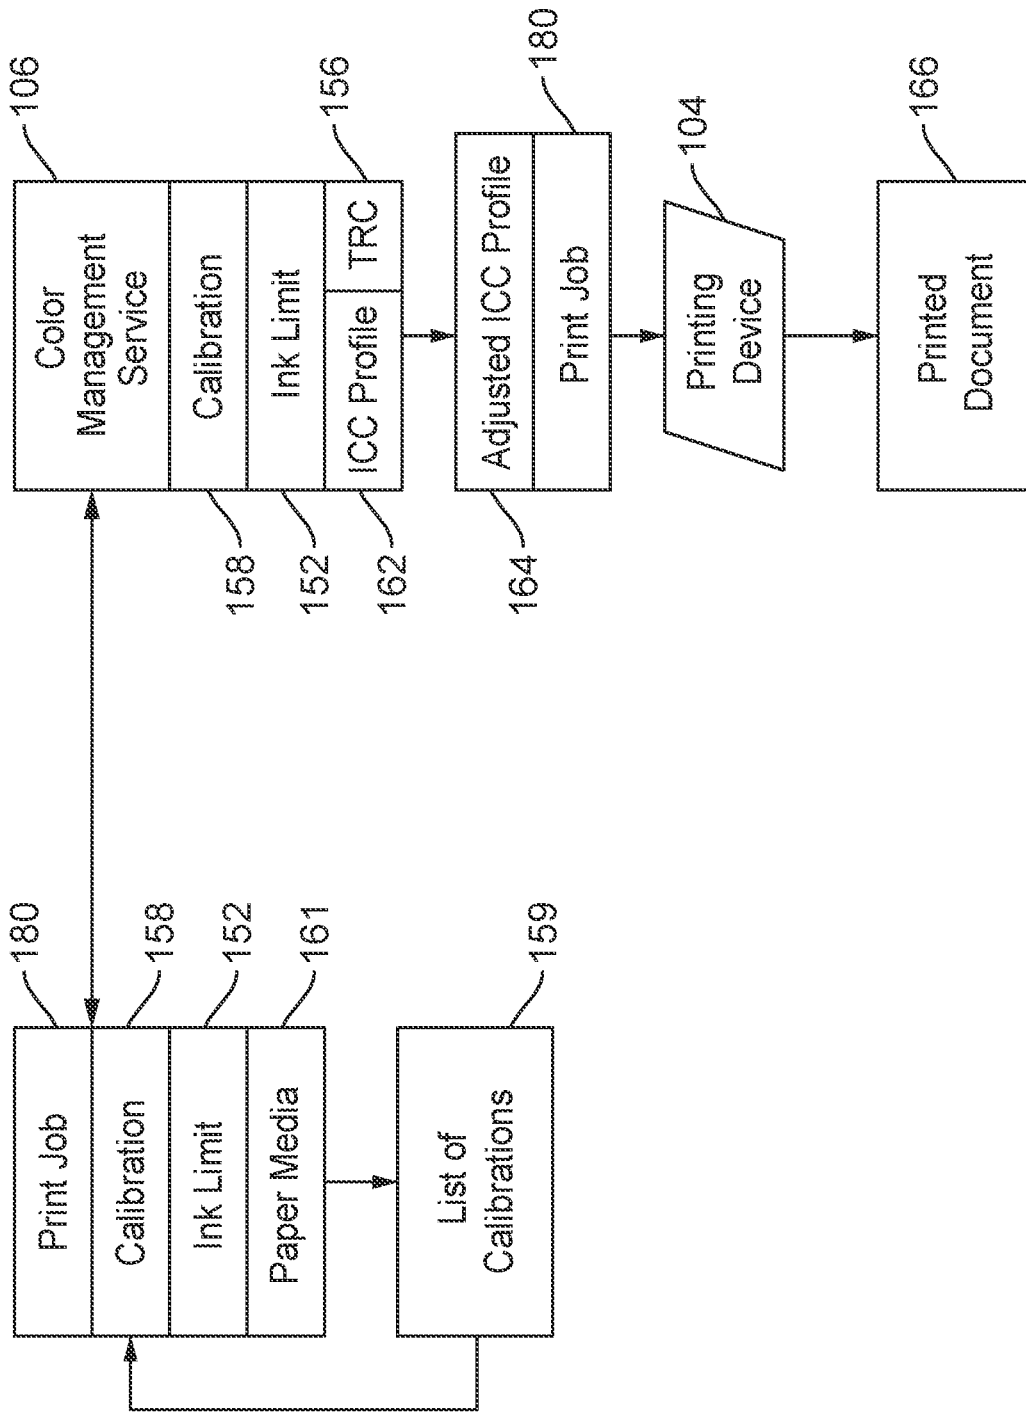 Print Job
180
Calibration
158
Ink Limit
152
Paper Media
161
List of
Calibrations
159
Color
Management
Service
106
Calibration
158
Ink Limit
152
ICC Profile
162
TRC
156
Adjusted ICC Profile
164
Print Job
180
Printing
Device
104
Printed
Document
166